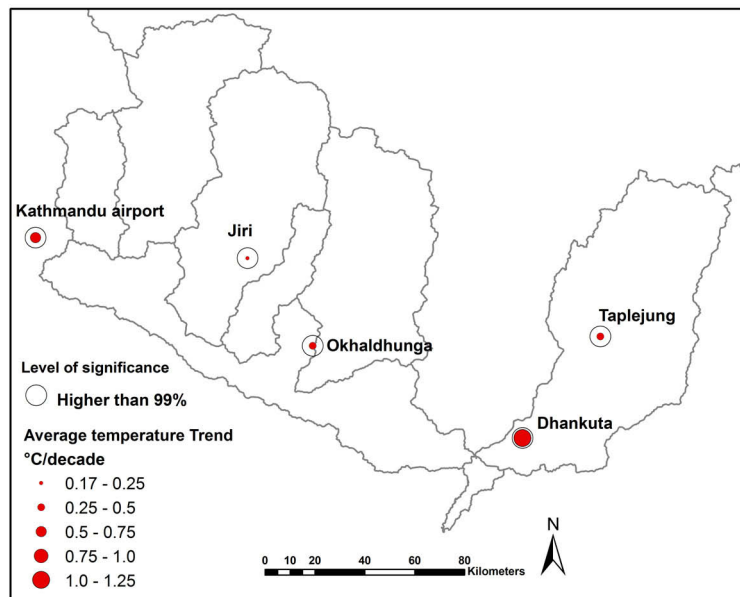 Kathmandu airport
Jiri
Okhaldhunga
Taplejung
Dhankuta
Level of significance
Higher than 99%
Average temperature Trend
°C/decade
0.17 - 0.25
0.25 - 0.5
0.5 - 0.75
0.75 - 1.0
1.0 - 1.25
N
0 10 20 40 60 80
Kilometers